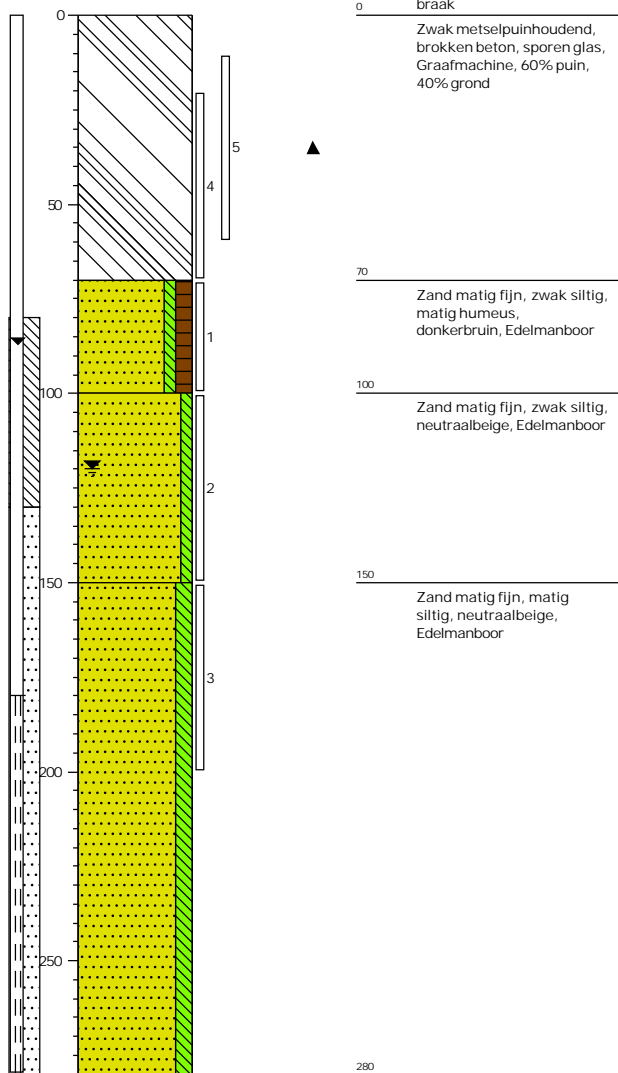 0
50
100
150
200
250
4
5
1
2
3
0
braak
Zwak metselpuinhoudend,
brokken beton, sporen glas,
Graafmachine, 60% puin,
40% grond
70
Zand matig fijn, zwak siltig,
matig humeus,
donkerbruin, Edelmanboor
100
Zand matig fijn, zwak siltig,
neutraalbeige, Edelmanboor
150
Zand matig fijn, matig
siltig, neutraalbeige,
Edelmanboor
280